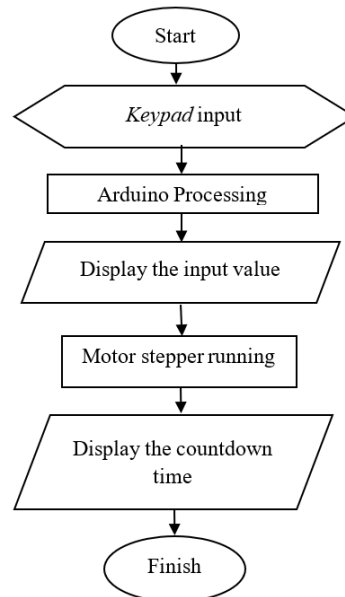 Start
Keypad input
Arduino Processing
Display the input value
Motor stepper running
Display the countdown
time
Finish